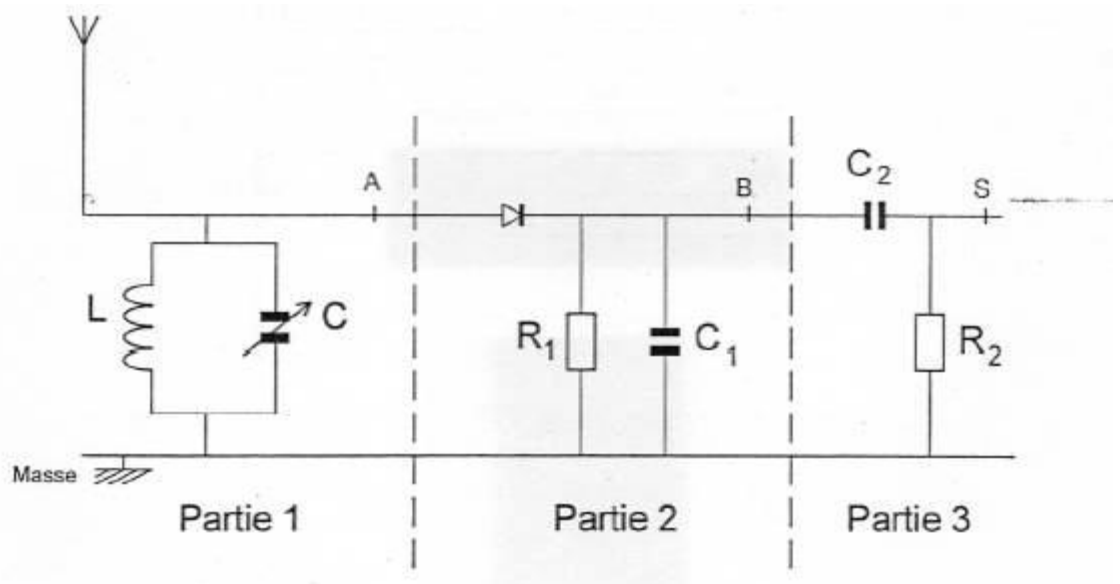 A
B
C₂
S
L
C
R₁
C₁
R₂
Masse
Partie 1
Partie 2
Partie 3